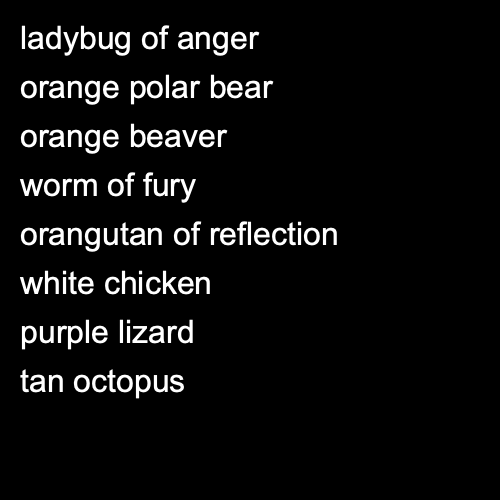 ladybug of anger
orange polar bear
orange beaver
worm of fury
orangutan of reflection
white chicken
purple lizard
tan octopus